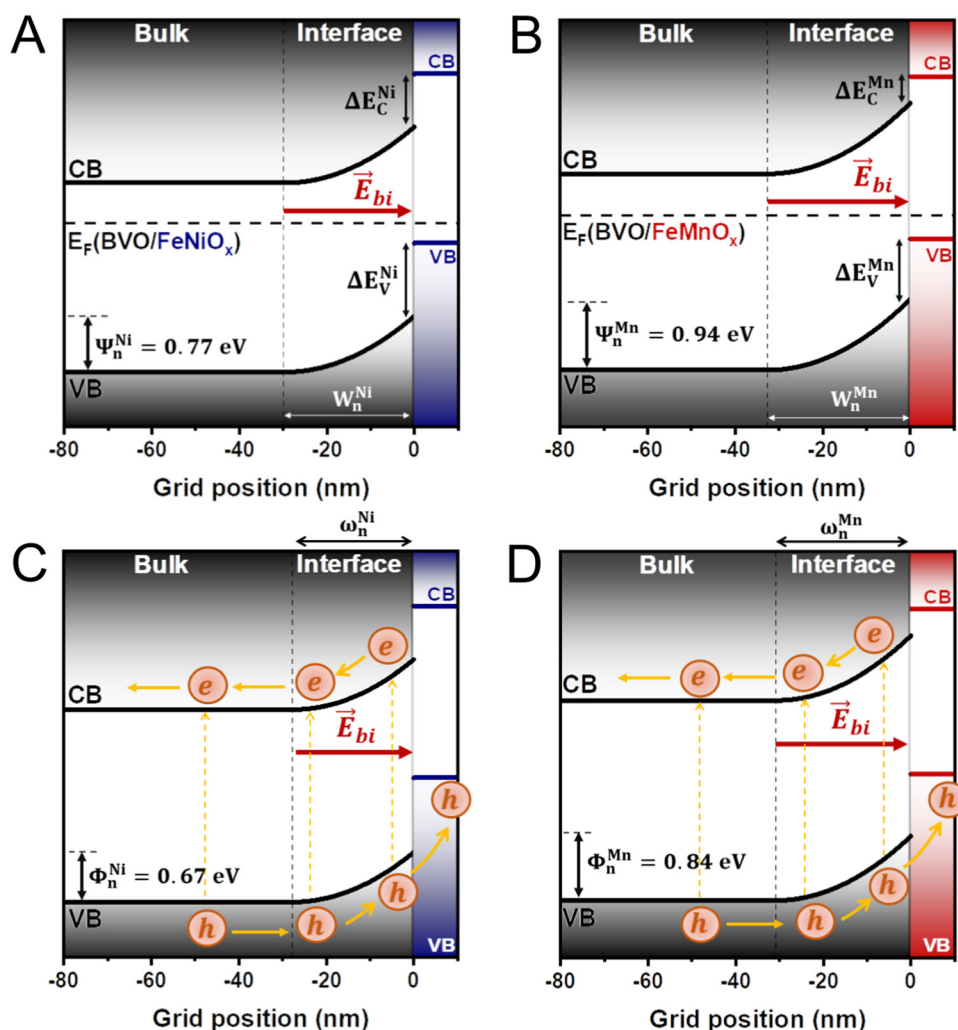 A
Bulk
Interface
CB
ΔE_C^Ni
CB
E⃗_bi
E_F(BVO/FeNiO_x)
VB
ΔE_V^Ni
Ψ_n^Ni = 0.77 eV
VB
W_n^Ni
-80 -60 -40 -20 0
Grid position (nm)
B
Bulk
Interface
CB
ΔE_C^Mn
CB
E⃗_bi
E_F(BVO/FeMnO_x)
VB
ΔE_V^Mn
Ψ_n^Mn = 0.94 eV
VB
W_n^Mn
-80 -60 -40 -20 0
Grid position (nm)
C
ω_n^Ni
Bulk
Interface
CB
e
e
e
CB
E⃗_bi
h
Φ_n^Ni = 0.67 eV
h
VB
h
h
VB
-80 -60 -40 -20 0
Grid position (nm)
D
ω_n^Mn
Bulk
Interface
CB
e
e
e
CB
E⃗_bi
h
Φ_n^Mn = 0.84 eV
h
VB
h
h
VB
-80 -60 -40 -20 0
Grid position (nm)